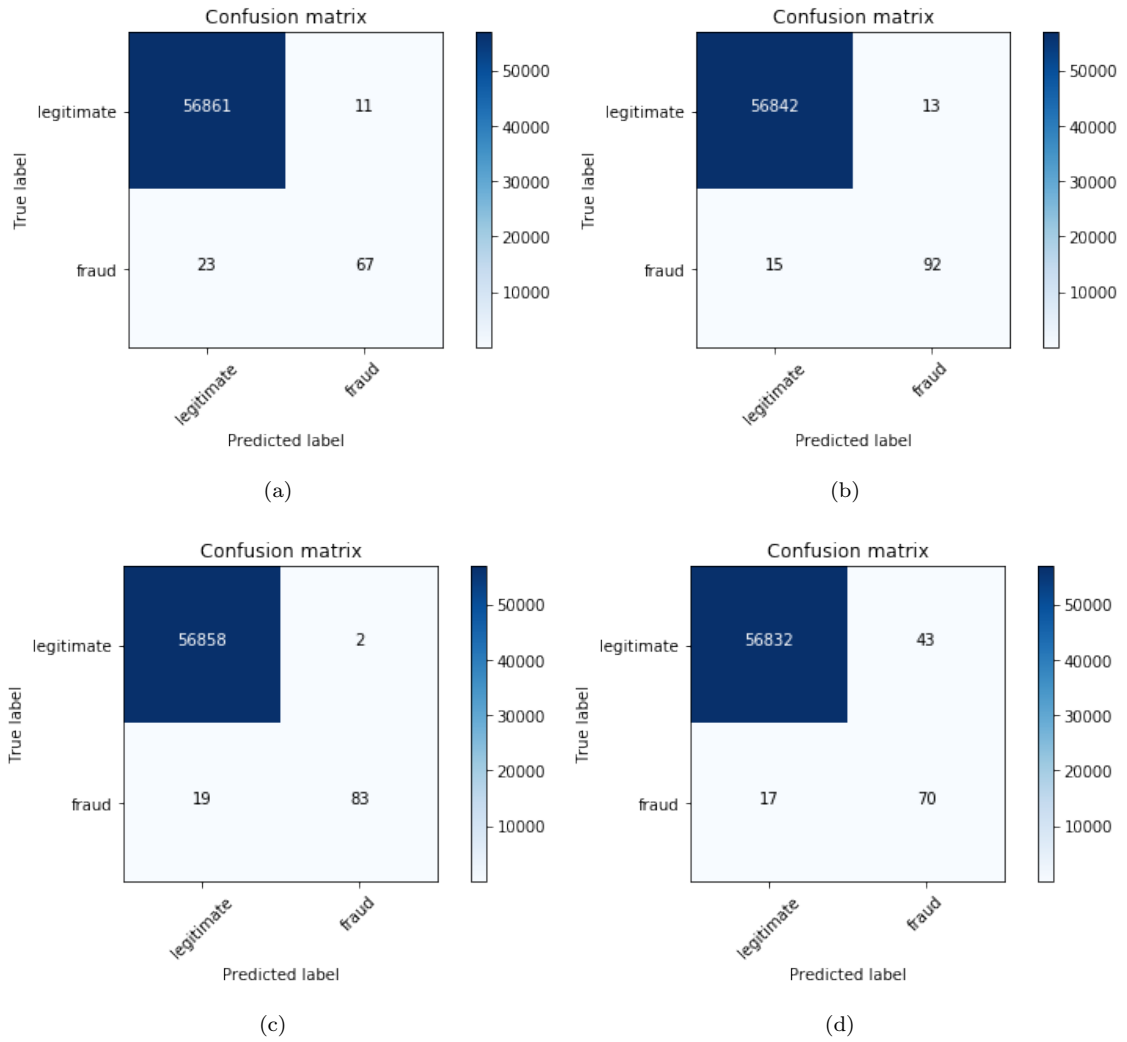 Confusion matrix
legitimate
fraud
True label
56861 11
23 67
legitimate
fraud
Predicted label
50000
40000
30000
20000
10000
(a)
Confusion matrix
legitimate
fraud
True label
56842 13
15 92
legitimate
fraud
Predicted label
50000
40000
30000
20000
10000
(b)
Confusion matrix
legitimate
fraud
True label
56858 2
19 83
legitimate
fraud
Predicted label
50000
40000
30000
20000
10000
(c)
Confusion matrix
legitimate
fraud
True label
56832 43
17 70
legitimate
fraud
Predicted label
50000
40000
30000
20000
10000
(d)